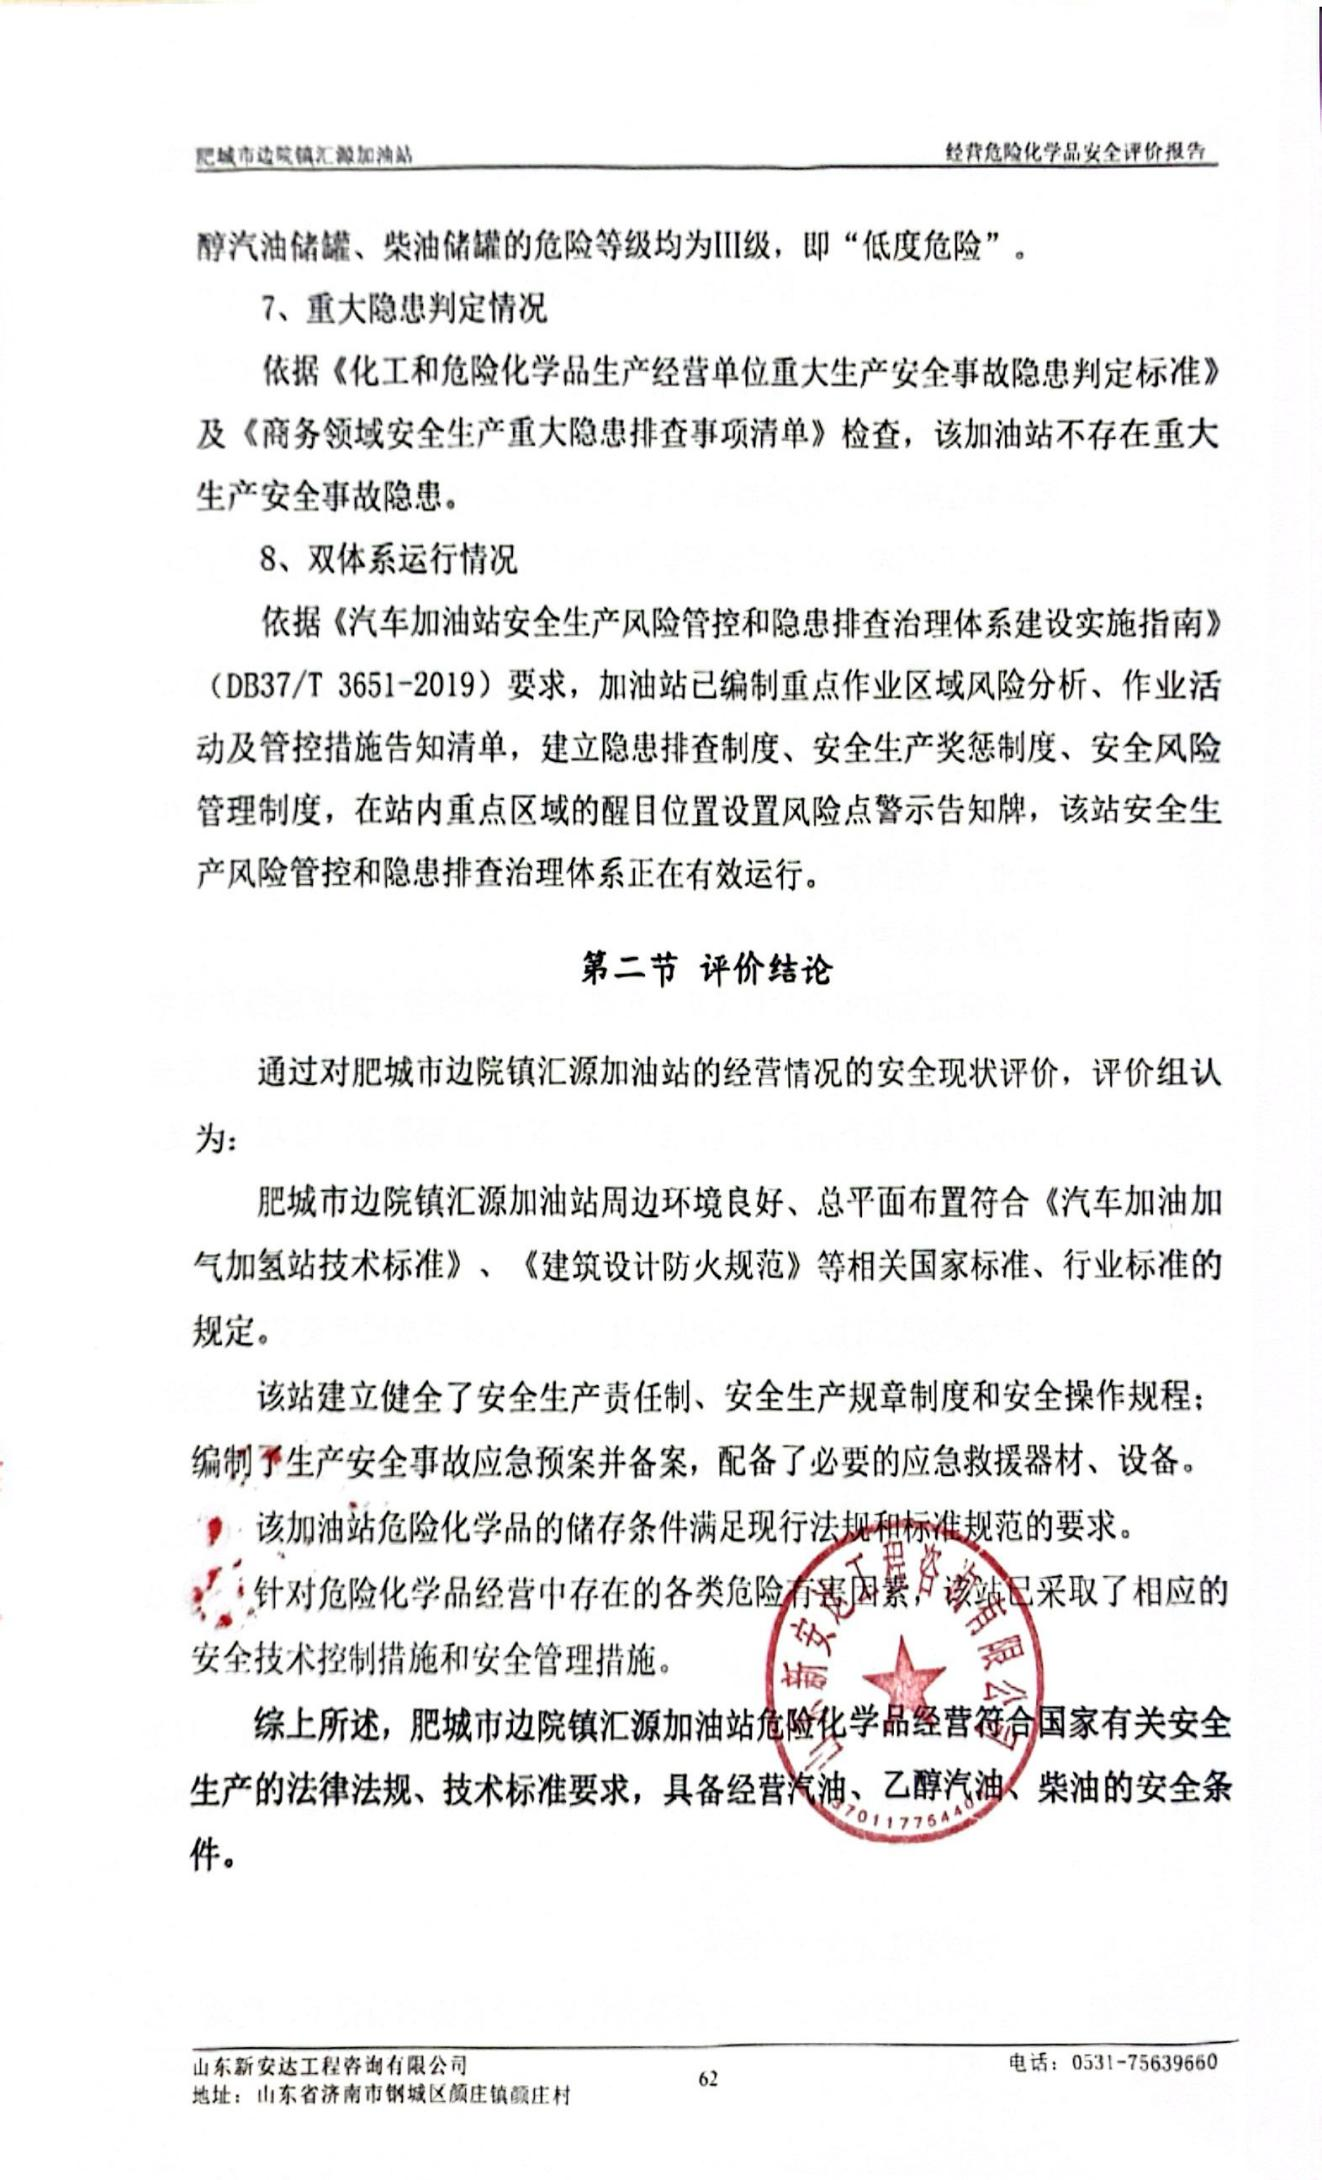 肥城市边院镇汇源加油站
经营危险化学品安全评价报告
醇汽油储罐、柴油储罐的危险等级均为III级，即“低度危险”。
7、重大隐患判定情况
依据《化工和危险化学品生产经营单位重大生产安全事故隐患判定标准》
及《商务领域安全生产重大隐患排查事项清单》检查，该加油站不存在重大
生产安全事故隐患。
8、双体系运行情况
依据《汽车加油站安全生产风险管控和隐患排查治理体系建设实施指南》
（DB37/T 3651-2019）要求，加油站已编制重点作业区域风险分析、作业活
动及管控措施告知清单，建立隐患排查制度、安全生产奖惩制度、安全风险
管理制度，在站内重点区域的醒目位置设置风险点警示告知牌，该站安全生
产风险管控和隐患排查治理体系正在有效运行。
第二节 评价结论
通过对肥城市边院镇汇源加油站的经营情况的安全现状评价，评价组认
为：
肥城市边院镇汇源加油站周边环境良好、总平面布置符合《汽车加油加
气加氢站技术标准》、《建筑设计防火规范》等相关国家标准、行业标准的
规定。
该站建立健全了安全生产责任制、安全生产规章制度和安全操作规程；
编制了生产安全事故应急预案并备案，配备了必要的应急救援器材、设备。
该加油站危险化学品的储存条件满足现行法规和标准规范的要求。
针对危险化学品经营中存在的各类危险有害因素，该站已采取了相应的
安全技术控制措施和安全管理措施。
综上所述，肥城市边院镇汇源加油站危险化学品经营符合国家有关安全
生产的法律法规、技术标准要求，具备经营汽油、乙醇汽油、柴油的安全条
件。
山东新安达工程咨询有限公司
山东新安达工程咨询有限公司
地址：山东省济南市钢城区颜庄镇颜庄村
62
电话：0531-75639660